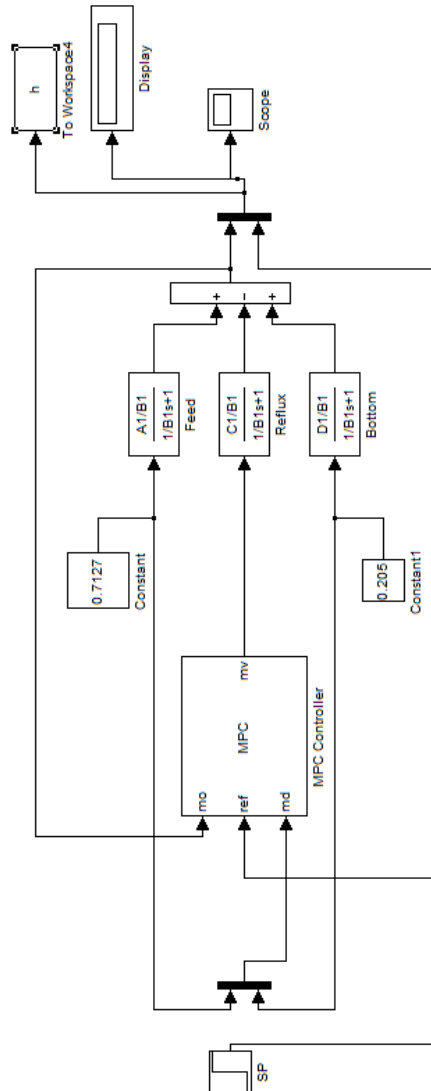 h
To Workspace4
Display
Scope
+
-
+
A1/B1
1/B1s+1
Feed
C1/B1
1/B1s+1
Reflux
D1/B1
1/B1s+1
Bottom
0.7127
Constant
0.205
Constant1
mo
ref
md
MPC
mv
MPC Controller
SP